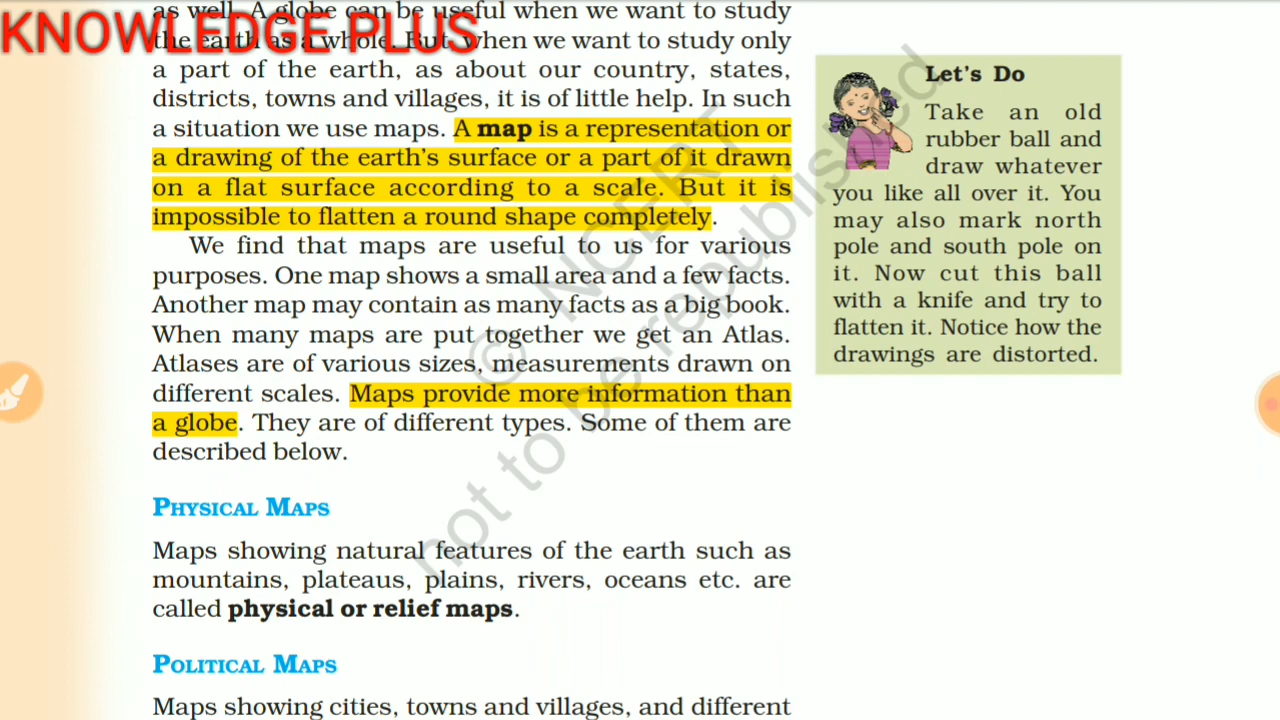 KNOWLEDGE PLUS
as well. A globe can be useful when we want to study
the earth as a whole. But, when we want to study only
a part of the earth, as about our country, states,
districts, towns and villages, it is of little help. In such
a situation we use maps. A map is a representation or
a drawing of the earth's surface or a part of it drawn
on a flat surface according to a scale. But it is
impossible to flatten a round shape completely.
We find that maps are useful to us for various
purposes. One map shows a small area and a few facts.
Another map may contain as many facts as a big book.
When many maps are put together we get an Atlas.
Atlases are of various sizes, measurements drawn on
different scales. Maps provide more information than
a globe. They are of different types. Some of them are
described below.
PHYSICAL MAPS
Maps showing natural features of the earth such as
mountains, plateaus, plains, rivers, oceans etc. are
called physical or relief maps.
POLITICAL MAPS
Maps showing cities, towns and villages, and different
Let's Do
Take an old
rubber ball and
draw whatever
you like all over it. You
may also mark north
pole and south pole on
it. Now cut this ball
with a knife and try to
flatten it. Notice how the
drawings are distorted.
© NCERT
not to be republished